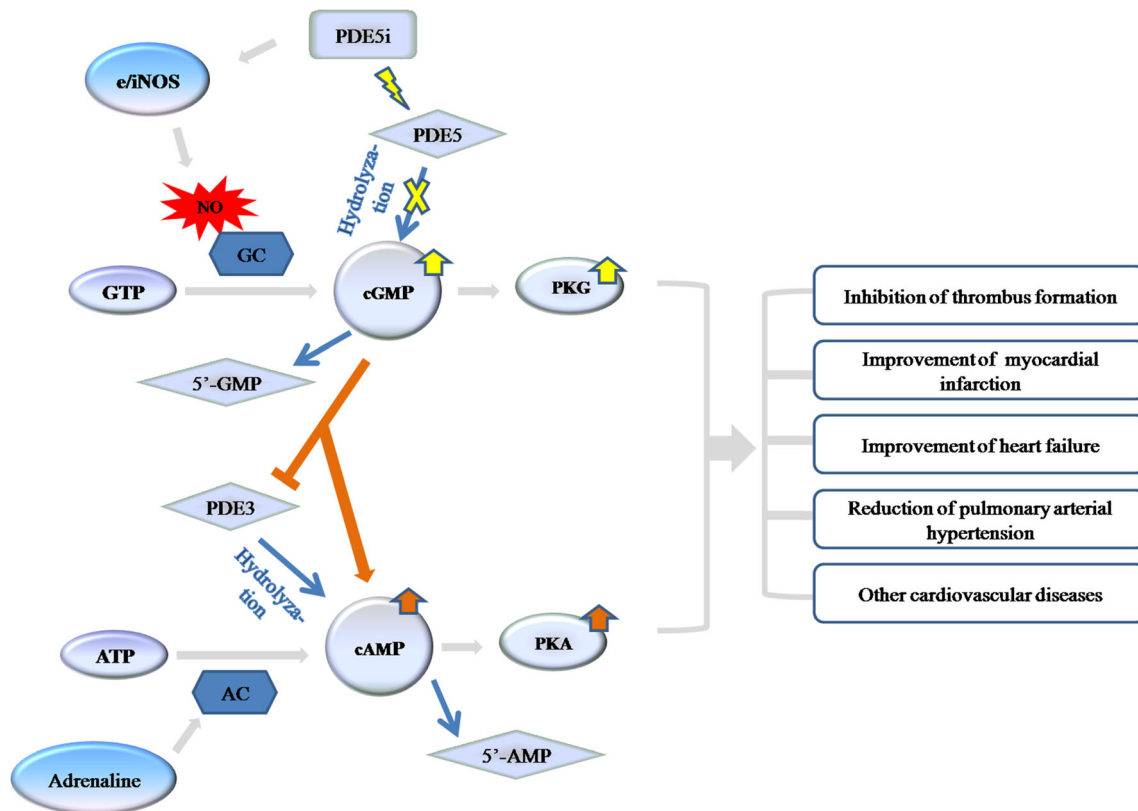 PDE5i
e/iNOS
PDE5
Hydrolyza-
tion
NO
GC
GTP
cGMP
PKG
5’-GMP
PDE3
Hydrolyza-
tion
ATP
cAMP
PKA
AC
5’-AMP
Adrenaline
Inhibition of thrombus formation
Improvement of myocardial
infarction
Improvement of heart failure
Reduction of pulmonary arterial
hypertension
Other cardiovascular diseases